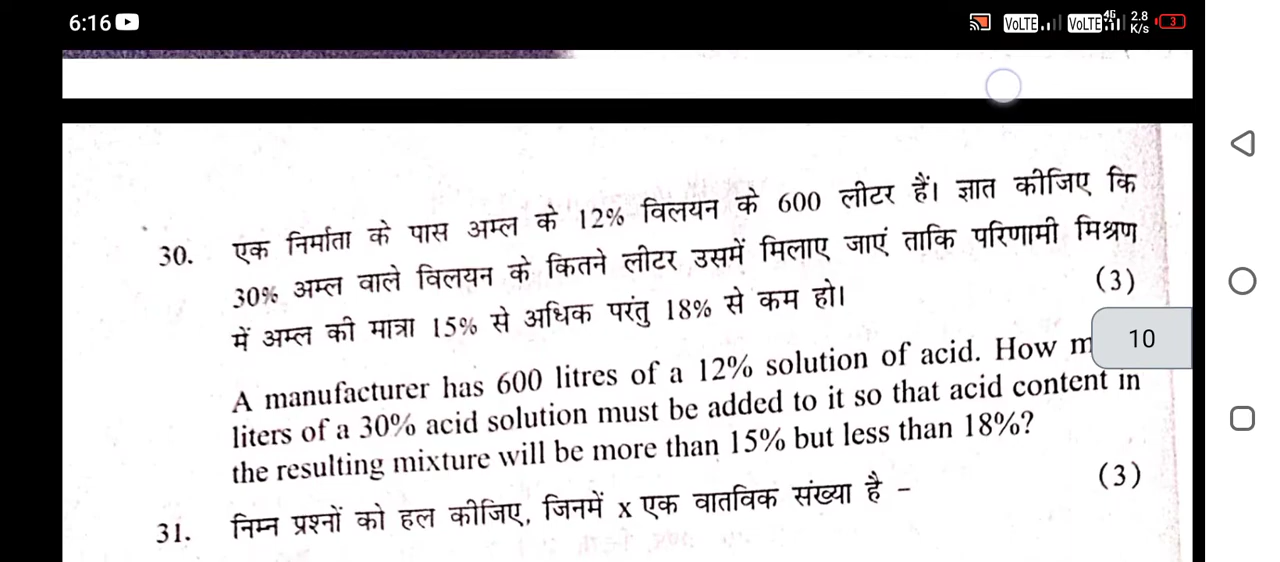 6:16
VoLTE VoLTE 4G 2.8 K/s 3
30. एक निर्माता के पास अम्ल के 12% विलयन के 600 लीटर हैं। ज्ञात कीजिए कि
30% अम्ल वाले विलयन के कितने लीटर उसमें मिलाए जाएं ताकि परिणामी मिश्रण
में अम्ल की मात्रा 15% से अधिक परंतु 18% से कम हो। (3)
10
A manufacturer has 600 litres of a 12% solution of acid. How m
liters of a 30% acid solution must be added to it so that acid content in
the resulting mixture will be more than 15% but less than 18%?
31. निम्न प्रश्नों को हल कीजिए, जिनमें x एक वातविक संख्या है – (3)